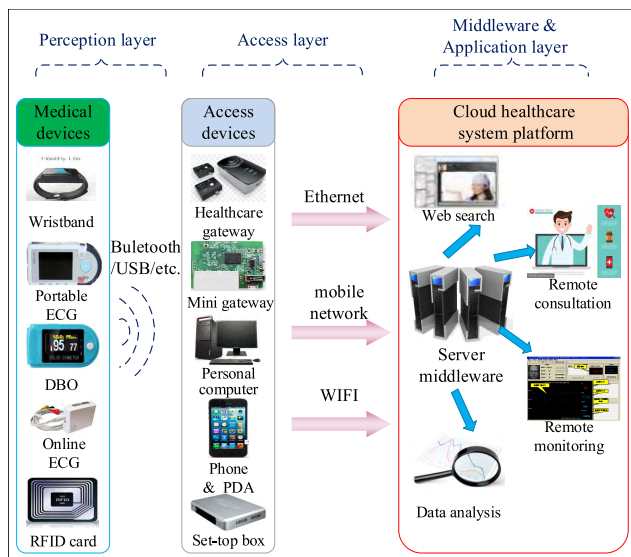 Perception layer
Access layer
Middleware &
Application layer
Medical
devices
Healthy Life
Wristband
Portable
ECG
DBO
Online
ECG
RFID
RFID card
Buletooth
/USB/etc.
Access
devices
Healthcare
gateway
Mini gateway
Personal
computer
Phone
& PDA
Set-top box
Ethernet
mobile
network
WIFI
Cloud healthcare
system platform
Web search
Remote
consultation
Server
middleware
Remote
monitoring
Data analysis